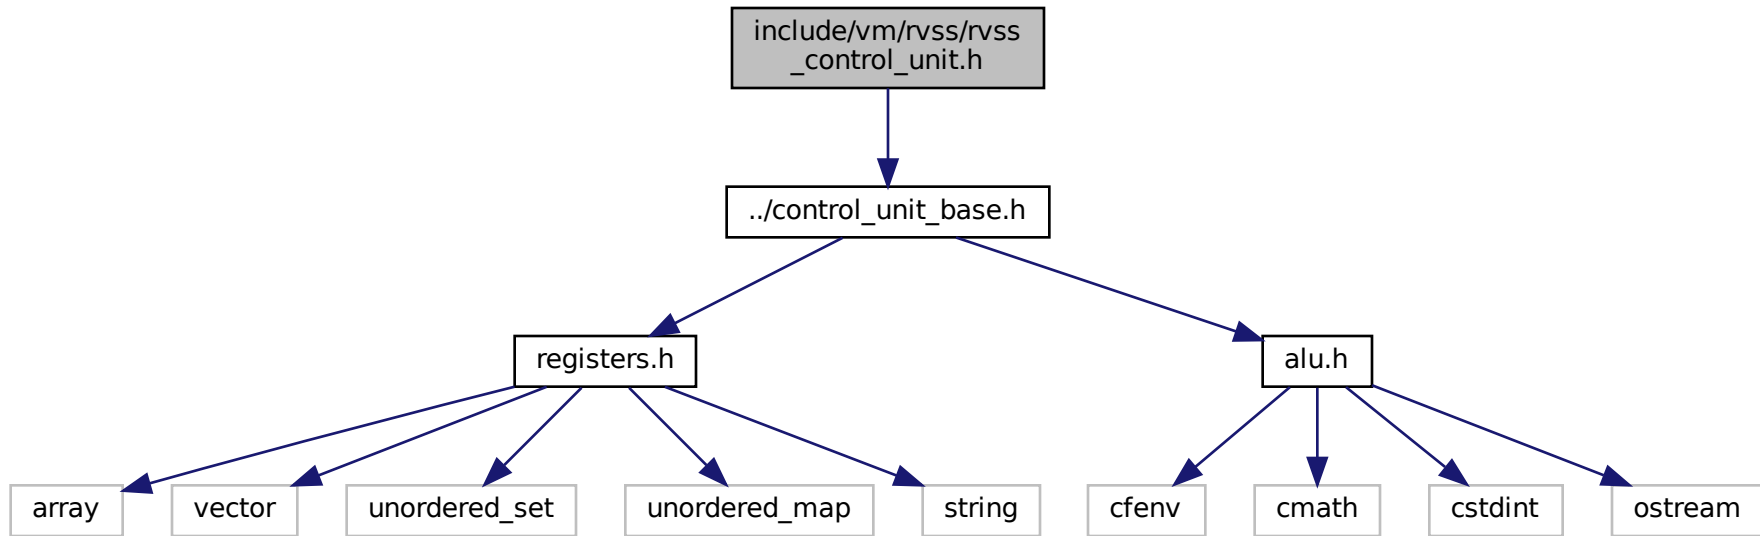 include/vm/rvss/rvss
_control_unit.h
../control_unit_base.h
registers.h
alu.h
array
vector
unordered_set
unordered_map
string
cfenv
cmath
cstdint
ostream